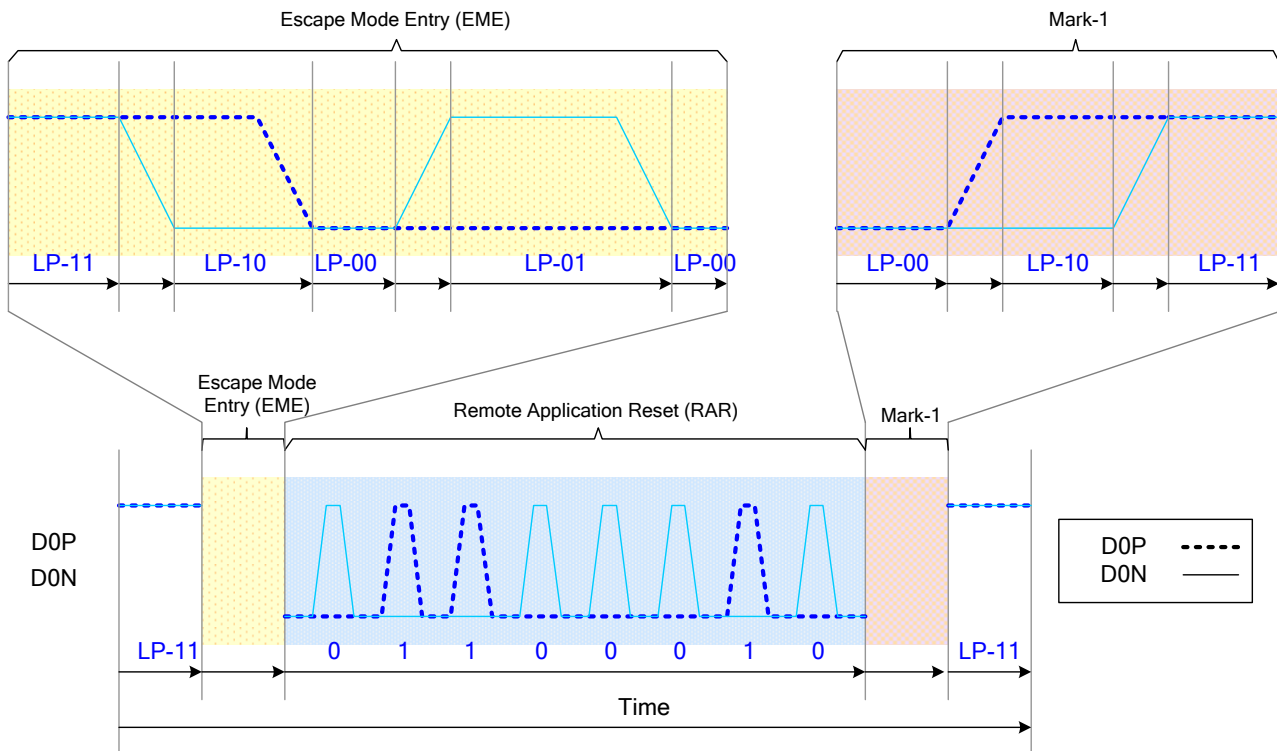 Escape Mode Entry (EME)
Mark-1
LP-11 LP-10 LP-00 LP-01 LP-00
LP-00 LP-10 LP-11
Escape Mode
Entry (EME)
Remote Application Reset (RAR)
Mark-1
D0P
D0N
LP-11 0 1 1 0 0 0 1 0 LP-11
D0P
D0N
Time